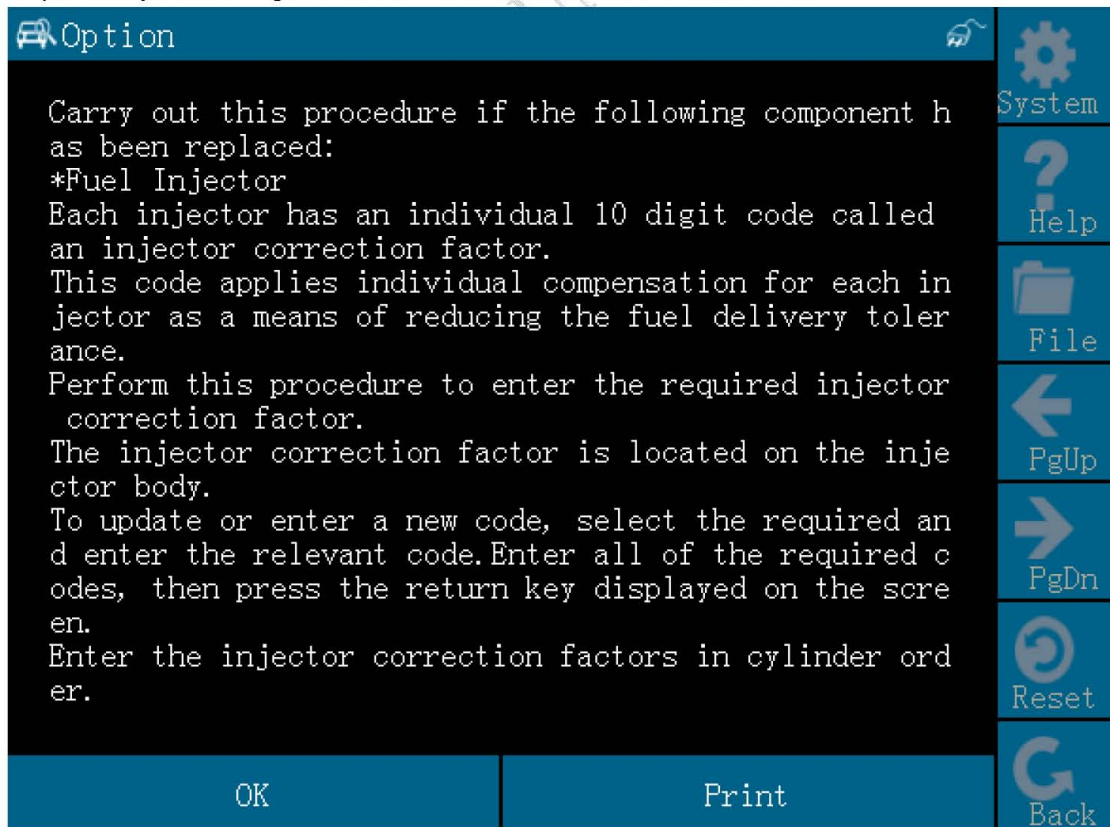 Option
Carry out this procedure if the following component h
as been replaced:
*Fuel Injector
Each injector has an individual 10 digit code called
an injector correction factor.
This code applies individual compensation for each in
jector as a means of reducing the fuel delivery toler
ance.
Perform this procedure to enter the required injector
correction factor.
The injector correction factor is located on the inje
ctor body.
To update or enter a new code, select the required an
d enter the relevant code.Enter all of the required c
odes, then press the return key displayed on the scre
en.
Enter the injector correction factors in cylinder ord
er.
OK
Print
System
Help
File
PgUp
PgDn
Reset
Back